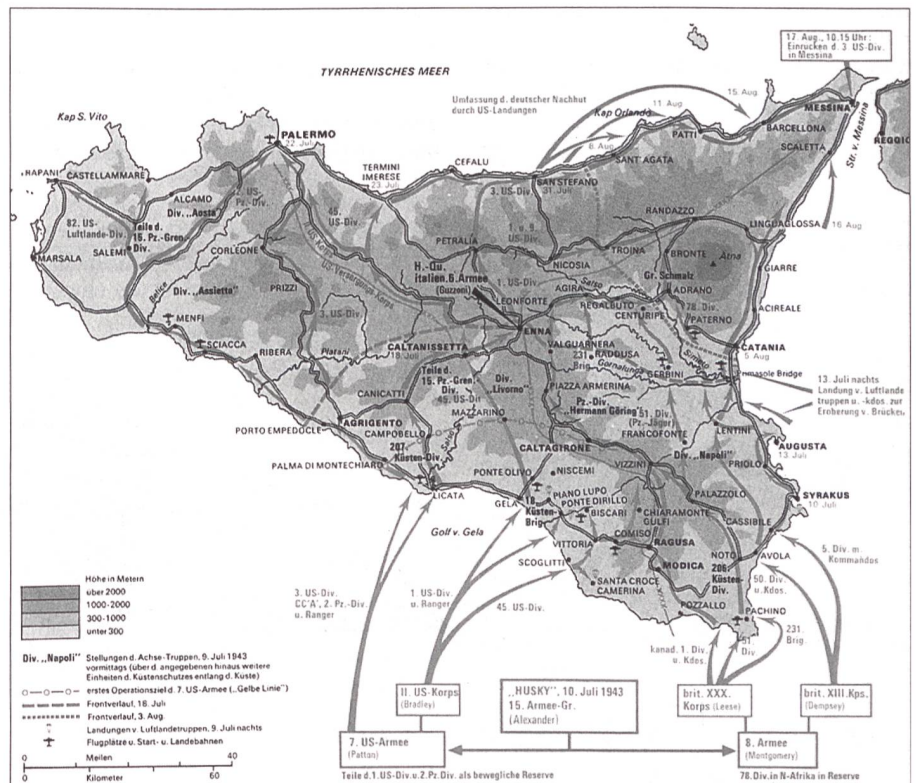 17 Aug., 10.15 Uhr:
Einrücken d. 3 US-Div.
in Messina
TYRRHENISCHES MEER
Umfassung d. deutscher Nachhut
durch US-Landungen
15. Aug.
11 Aug.
8. Aug.
Kap Orlando
Kap S. Vito
MESSINA
Str. v. Messina
REGGIO
PALERMO
22. Juli
CASTELLAMMARE
TERMINI
IMERESE
23. Juli
CEFALU
SAN STEFANO
31. Juli
SANT'AGATA
PATTI
BARCELLONA
SCALETTA
16. Aug
ALCAMO
Div. „Aosta"
Teile d.
15. Pz.-Gren.
Div.
82. US-
Luftlande-Div.
SALEMI
MARSALA
2. US-
Pz.-Div.
45.
US-Div.
3. US-Div.
1. u. 9.
US-Div.
RANDAZZO
LINGUAGLOSSA
CORLEONE
PETRALIA
NICOSIA
TROINA
BRONTE
Ätna
GIARRE
H.-Qu.
italien. 6. Armee
(Guzzoni)
1. US-Div.
Gr. Schmalz
Div. „Assietta"
PRIZZI
Belice
LEONFORTE
AGIRA
Salso
REGALBUTO
CENTURIPE
ADRANO
78. Div.
PATERNO
ACIREALE
MENFI
SCIACCA
RIBERA
3. US-Div.
Platani
CALTANISSETTA
18. Juli
ENNA
VALGUARNERA
231.
Brig.
RADDUSA
Gornalunga
GERBINI
Simeto
CATANIA
5 Aug
Primasole Bridge
13. Juli nachts
Landung v. Luftlande
truppen u. -kdos. zur
Eroberung v. Brücken
Teile d.
15. Pz.-Gren.
Div.
45. US-Div
Div.
„Livorno"
CANICATTI
PIAZZA ARMERINA
Pz.-Div.
„Hermann Göring"
51. Div.
(Pz.-Jäger)
MAZZARINO
FRANCOFONTE
LENTINI
PORTO EMPEDOCLE
AGRIGENTO
CAMPOBELLO
207.
Küsten-Div.
Salso
CALTAGIRONE
Div. „Napoli"
AUGUSTA
13. Juli
PALMA DI MONTECHIARO
LICATA
PONTE OLIVO
NISCEMI
VIZZINI
PRIOLO
GELA
18.
Küsten-
Brig.
PIANO LUPO
PONTE DIRILLO
BISCARI
CHIARAMONTE
GULFI
PALAZZOLO
CASSIBILE
SYRAKUS
10 Juli
Golf v. Gela
VITTORIA
COMISO
RAGUSA
SCOGLITTI
MODICA
NOTO
206.
Küsten-
Div.
AVOLA
5. Div. m.
Kommandos
3. US-Div.
CC'A', 2. Pz.-Div.
u. Ranger
1. US-Div.
u. Ranger
45. US-Div.
SANTA CROCE
CAMERINA
POZZALLO
PACHINO
50. Div.
u. Kdos.
kanad. 1. Div.
u. Kdos.
51.
Div.
231.
Brig.
Höhe in Metern
über 2000
1000-2000
300-1000
unter 300
Div. „Napoli" Stellungen d. Achse-Truppen, 9. Juli 1943
vormittags (über d. angegebenen hinaus weitere
Einheiten d. Küstenschutzes entlang d. Küste)
erstes Operationsziel d. 7. US-Armee („Gelbe Linie")
Frontverlauf, 18. Juli
Frontverlauf, 3. Aug.
Landungen v. Luftlandetruppen, 9. Juli nachts
Flugplätze u. Start- u. Landebahnen
0 Meilen 40
0 Kilometer 60
II. US-Korps
(Bradley)
„HUSKY", 10. Juli 1943
15. Armee-Gr.
(Alexander)
brit. XXX.
Korps (Leese)
brit. XIII. Kps.
(Dempsey)
7. US-Armee
(Patton)
8. Armee
(Montgomery)
Teile d. 1. US-Div. u. 2. Pz. Div. als bewegliche Reserve
78. Div. in N-Afrika in Reserve